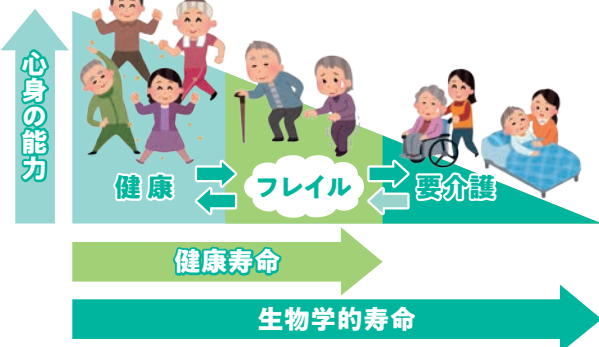 心身の能力
健康
フレイル
要介護
健康寿命
生物学的寿命